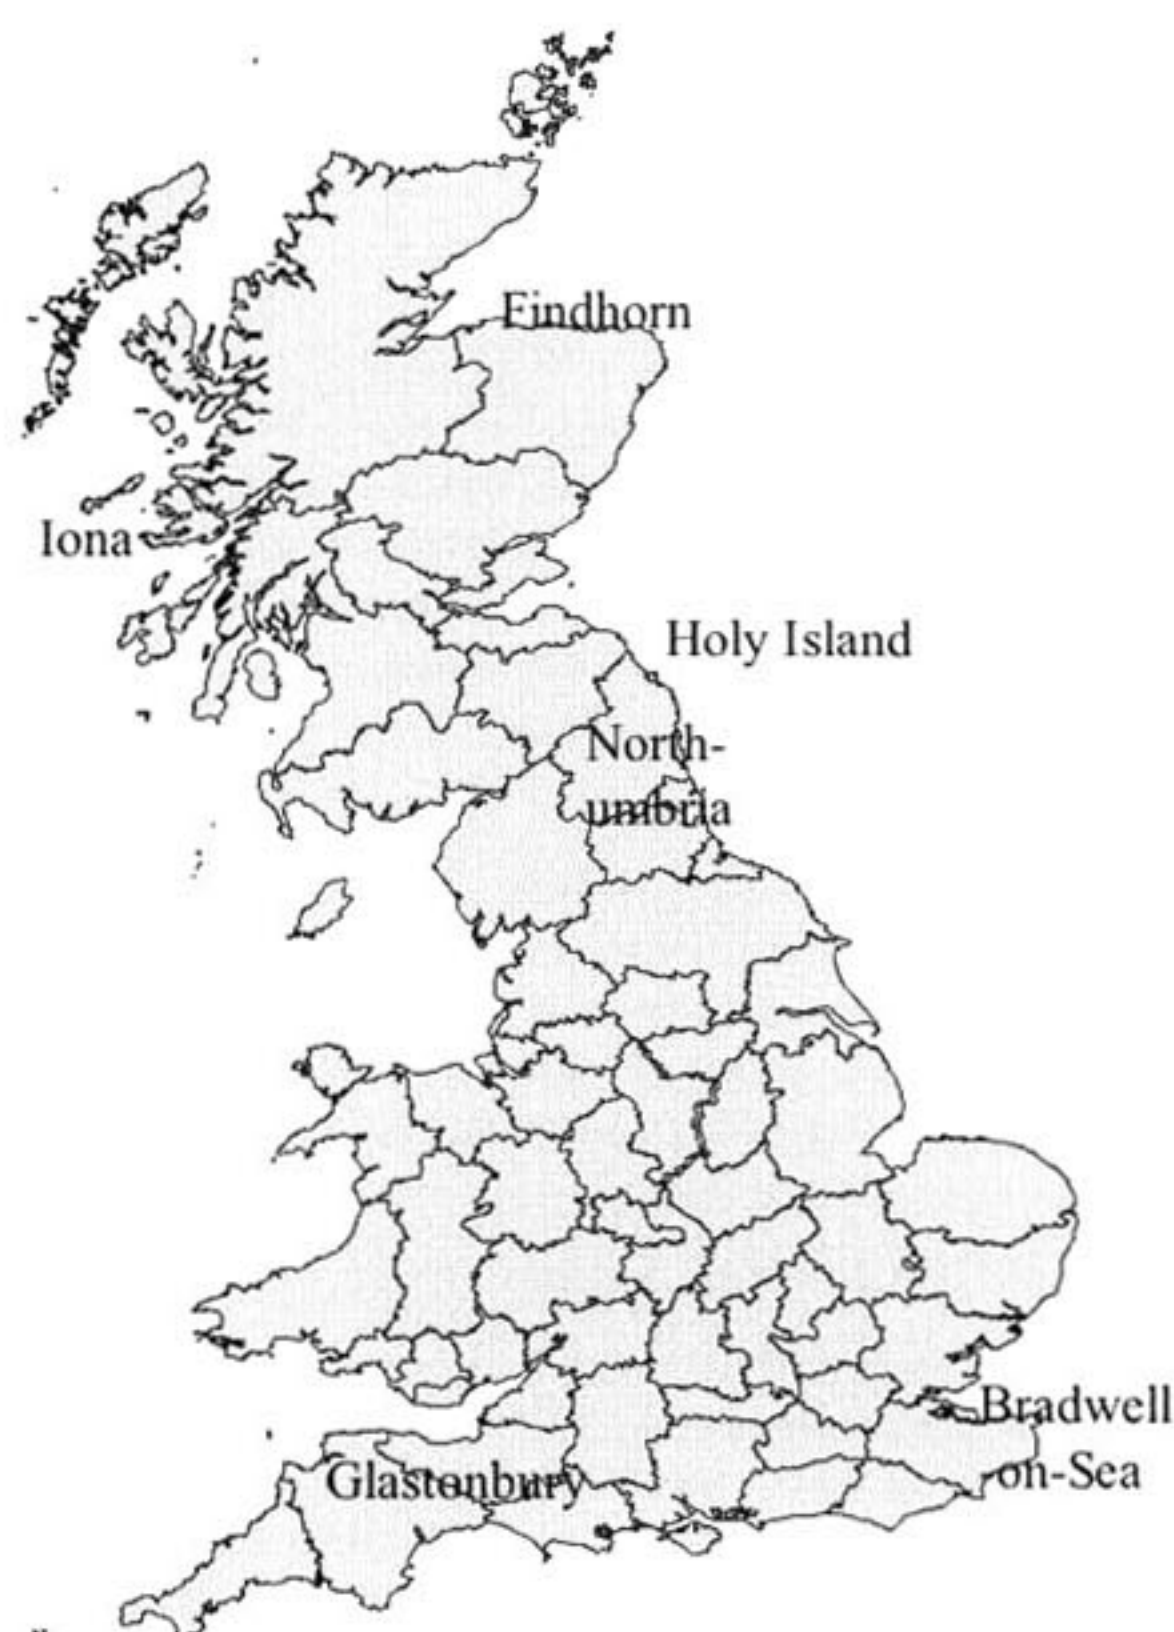 Findhorn
Iona
Holy Island
North-
umbria
Bradwell
-on-Sea
Glastonbury